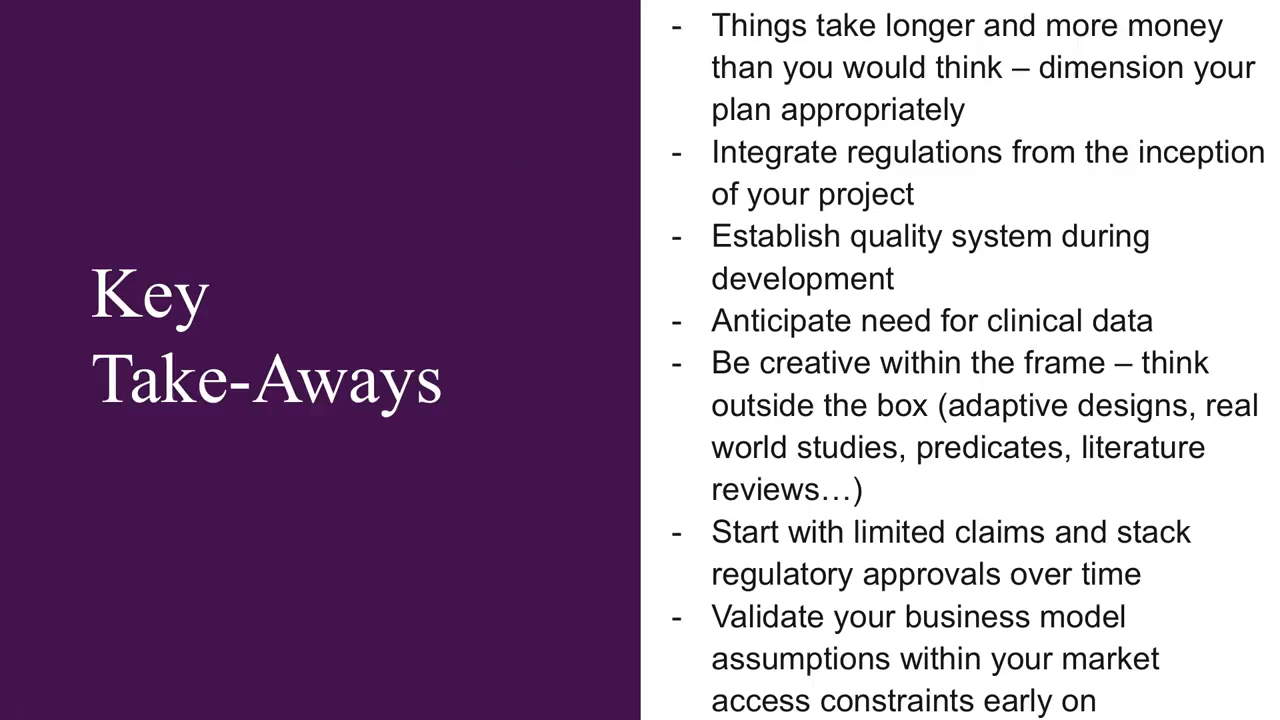 Key
Take-Aways
- Things take longer and more money
than you would think – dimension your
plan appropriately
- Integrate regulations from the inception
of your project
- Establish quality system during
development
- Anticipate need for clinical data
- Be creative within the frame – think
outside the box (adaptive designs, real
world studies, predicates, literature
reviews…)
- Start with limited claims and stack
regulatory approvals over time
- Validate your business model
assumptions within your market
access constraints early on